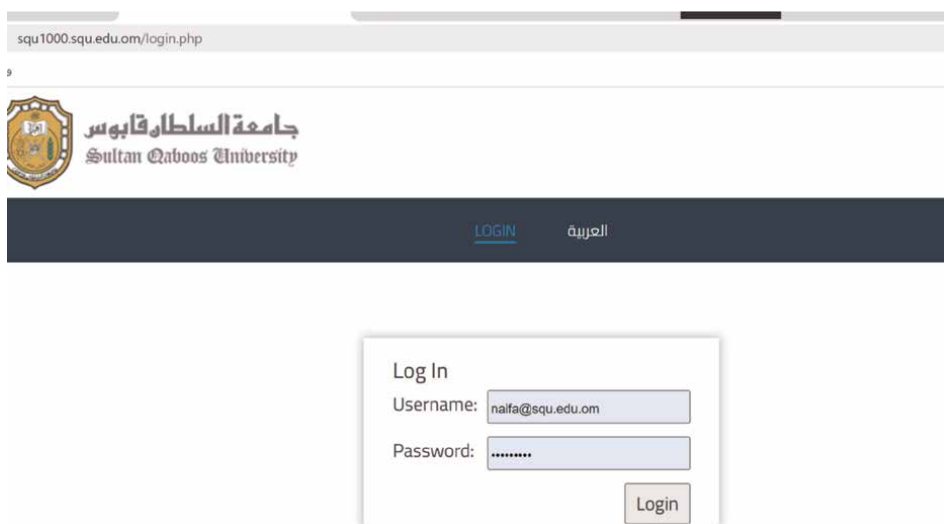 squ1000.squ.edu.om/login.php
9
جامعة السلطان قابوس
Sultan Qaboos University
LOGIN العربية
Log In
Username: naifa@squ.edu.om
Password: •••••••••
Login